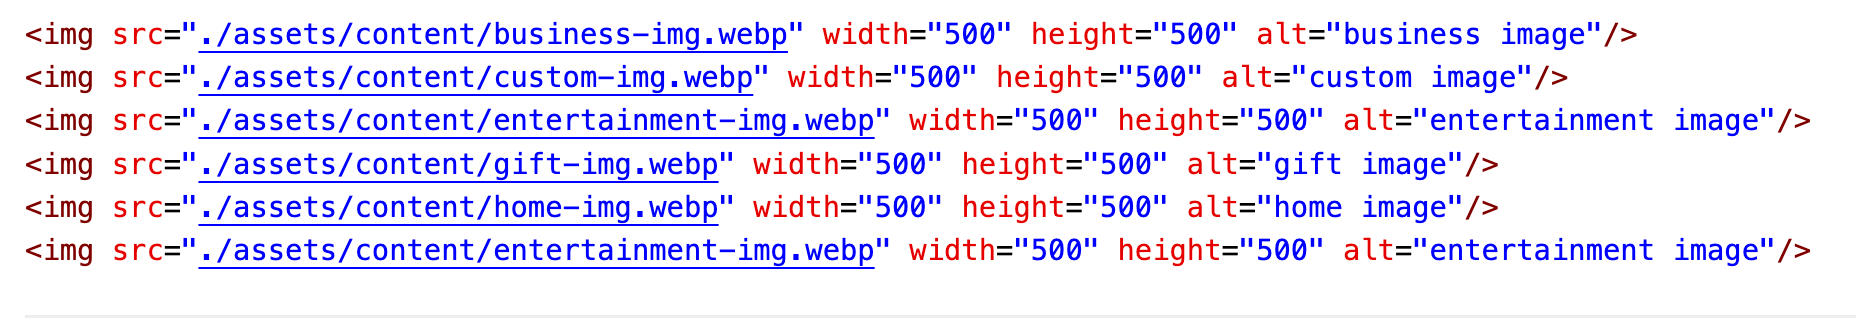 <img src="./assets/content/business-img.webp" width="500" height="500" alt="business image"/>
<img src="./assets/content/custom-img.webp" width="500" height="500" alt="custom image"/>
<img src="./assets/content/entertainment-img.webp" width="500" height="500" alt="entertainment image"/>
<img src="./assets/content/gift-img.webp" width="500" height="500" alt="gift image"/>
<img src="./assets/content/home-img.webp" width="500" height="500" alt="home image"/>
<img src="./assets/content/entertainment-img.webp" width="500" height="500" alt="entertainment image"/>